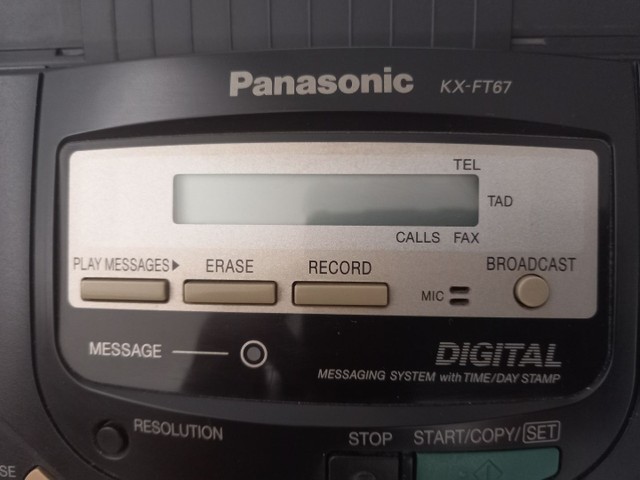 Panasonic KX-FT67
TEL
TAD
CALLS FAX
PLAY MESSAGES ERASE RECORD MIC BROADCAST
MESSAGE
DIGITAL
MESSAGING SYSTEM with TIME/DAY STAMP
RESOLUTION
STOP START/COPY/SET